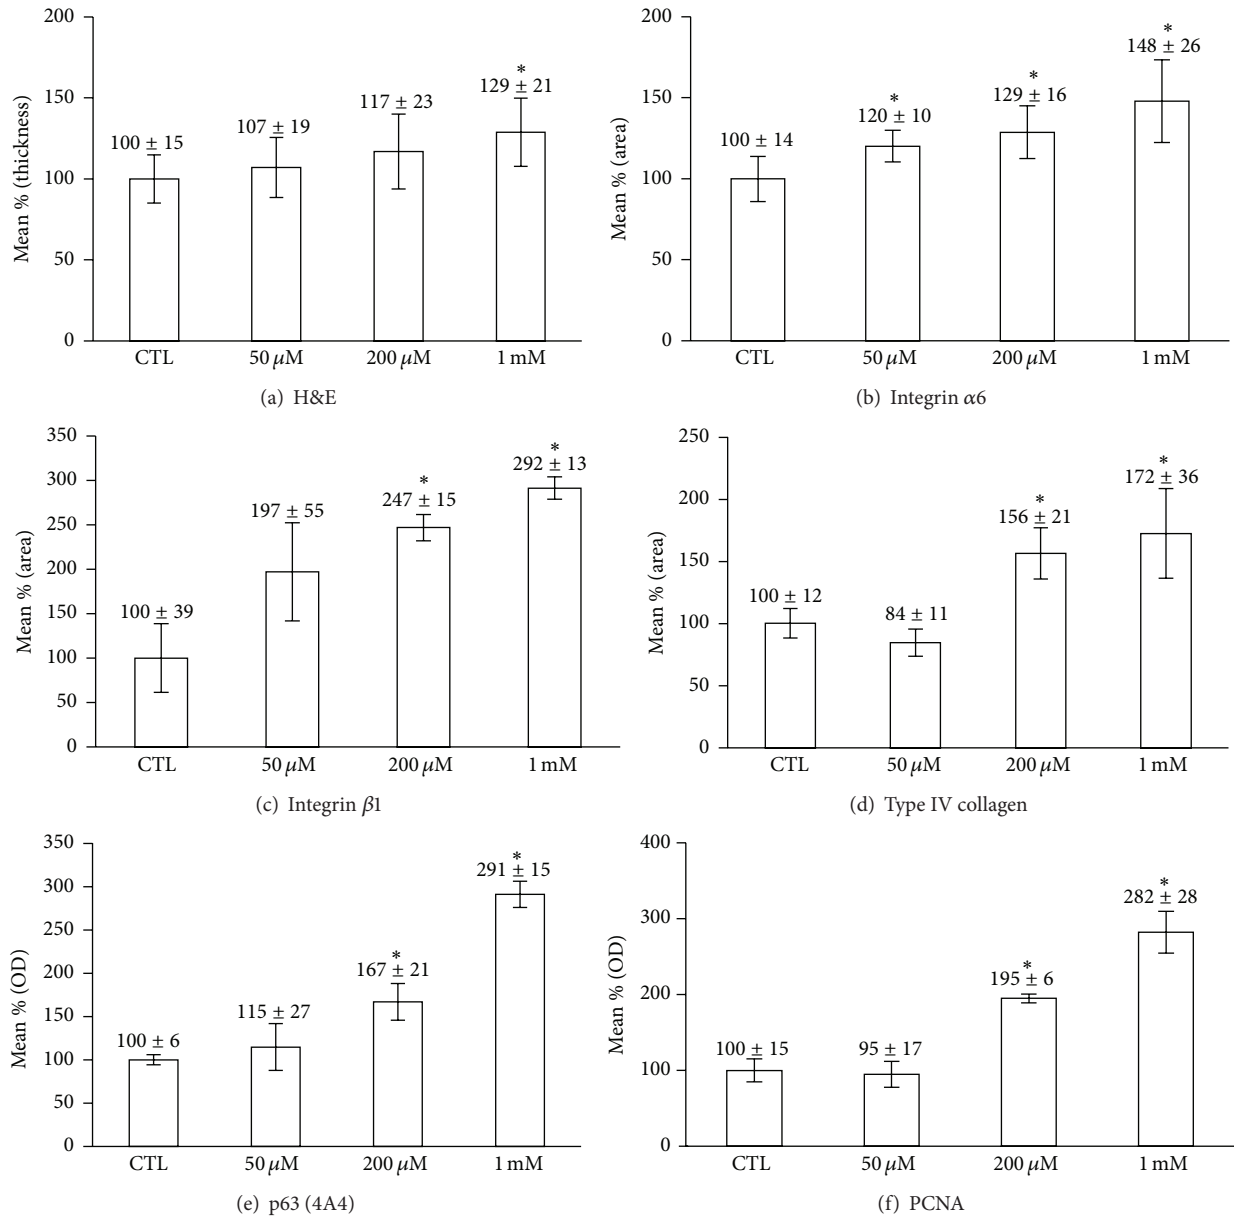 Mean % (thickness)
200
150
100
50
0
100 ± 15
107 ± 19
117 ± 23
*
129 ± 21
CTL 50 μM 200 μM 1 mM
(a) H&E
Mean % (area)
200
150
100
50
0
100 ± 14
*
120 ± 10
*
129 ± 16
*
148 ± 26
CTL 50 μM 200 μM 1 mM
(b) Integrin α6
Mean % (area)
350
300
250
200
150
100
50
0
100 ± 39
197 ± 55
*
247 ± 15
*
292 ± 13
CTL 50 μM 200 μM 1 mM
(c) Integrin β1
Mean % (area)
250
200
150
100
50
0
100 ± 12
84 ± 11
*
156 ± 21
*
172 ± 36
CTL 50 μM 200 μM 1 mM
(d) Type IV collagen
Mean % (OD)
350
300
250
200
150
100
50
0
100 ± 6
115 ± 27
*
167 ± 21
*
291 ± 15
CTL 50 μM 200 μM 1 mM
(e) p63 (4A4)
Mean % (OD)
400
300
200
100
0
100 ± 15
95 ± 17
*
195 ± 6
*
282 ± 28
CTL 50 μM 200 μM 1 mM
(f) PCNA